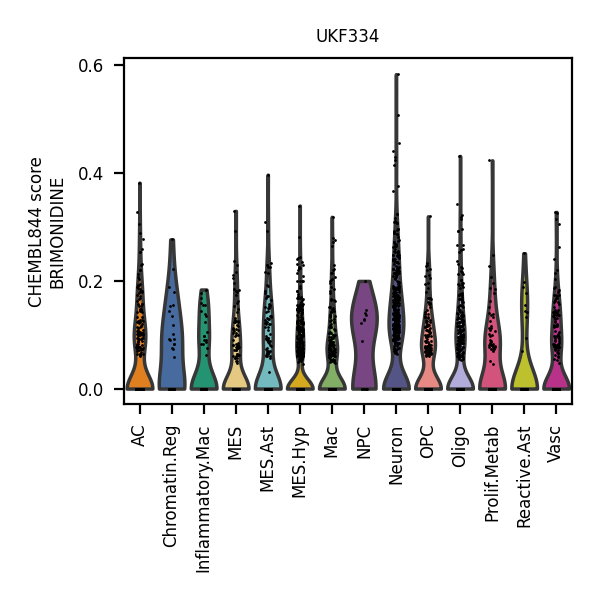 UKF334
CHEMBL844 score
BRIMONIDINE
0.6
0.4
0.2
0.0
AC
Chromatin.Reg
Inflammatory.Mac
MES
MES.Ast
MES.Hyp
Mac
NPC
Neuron
OPC
Oligo
Prolif.Metab
Reactive.Ast
Vasc